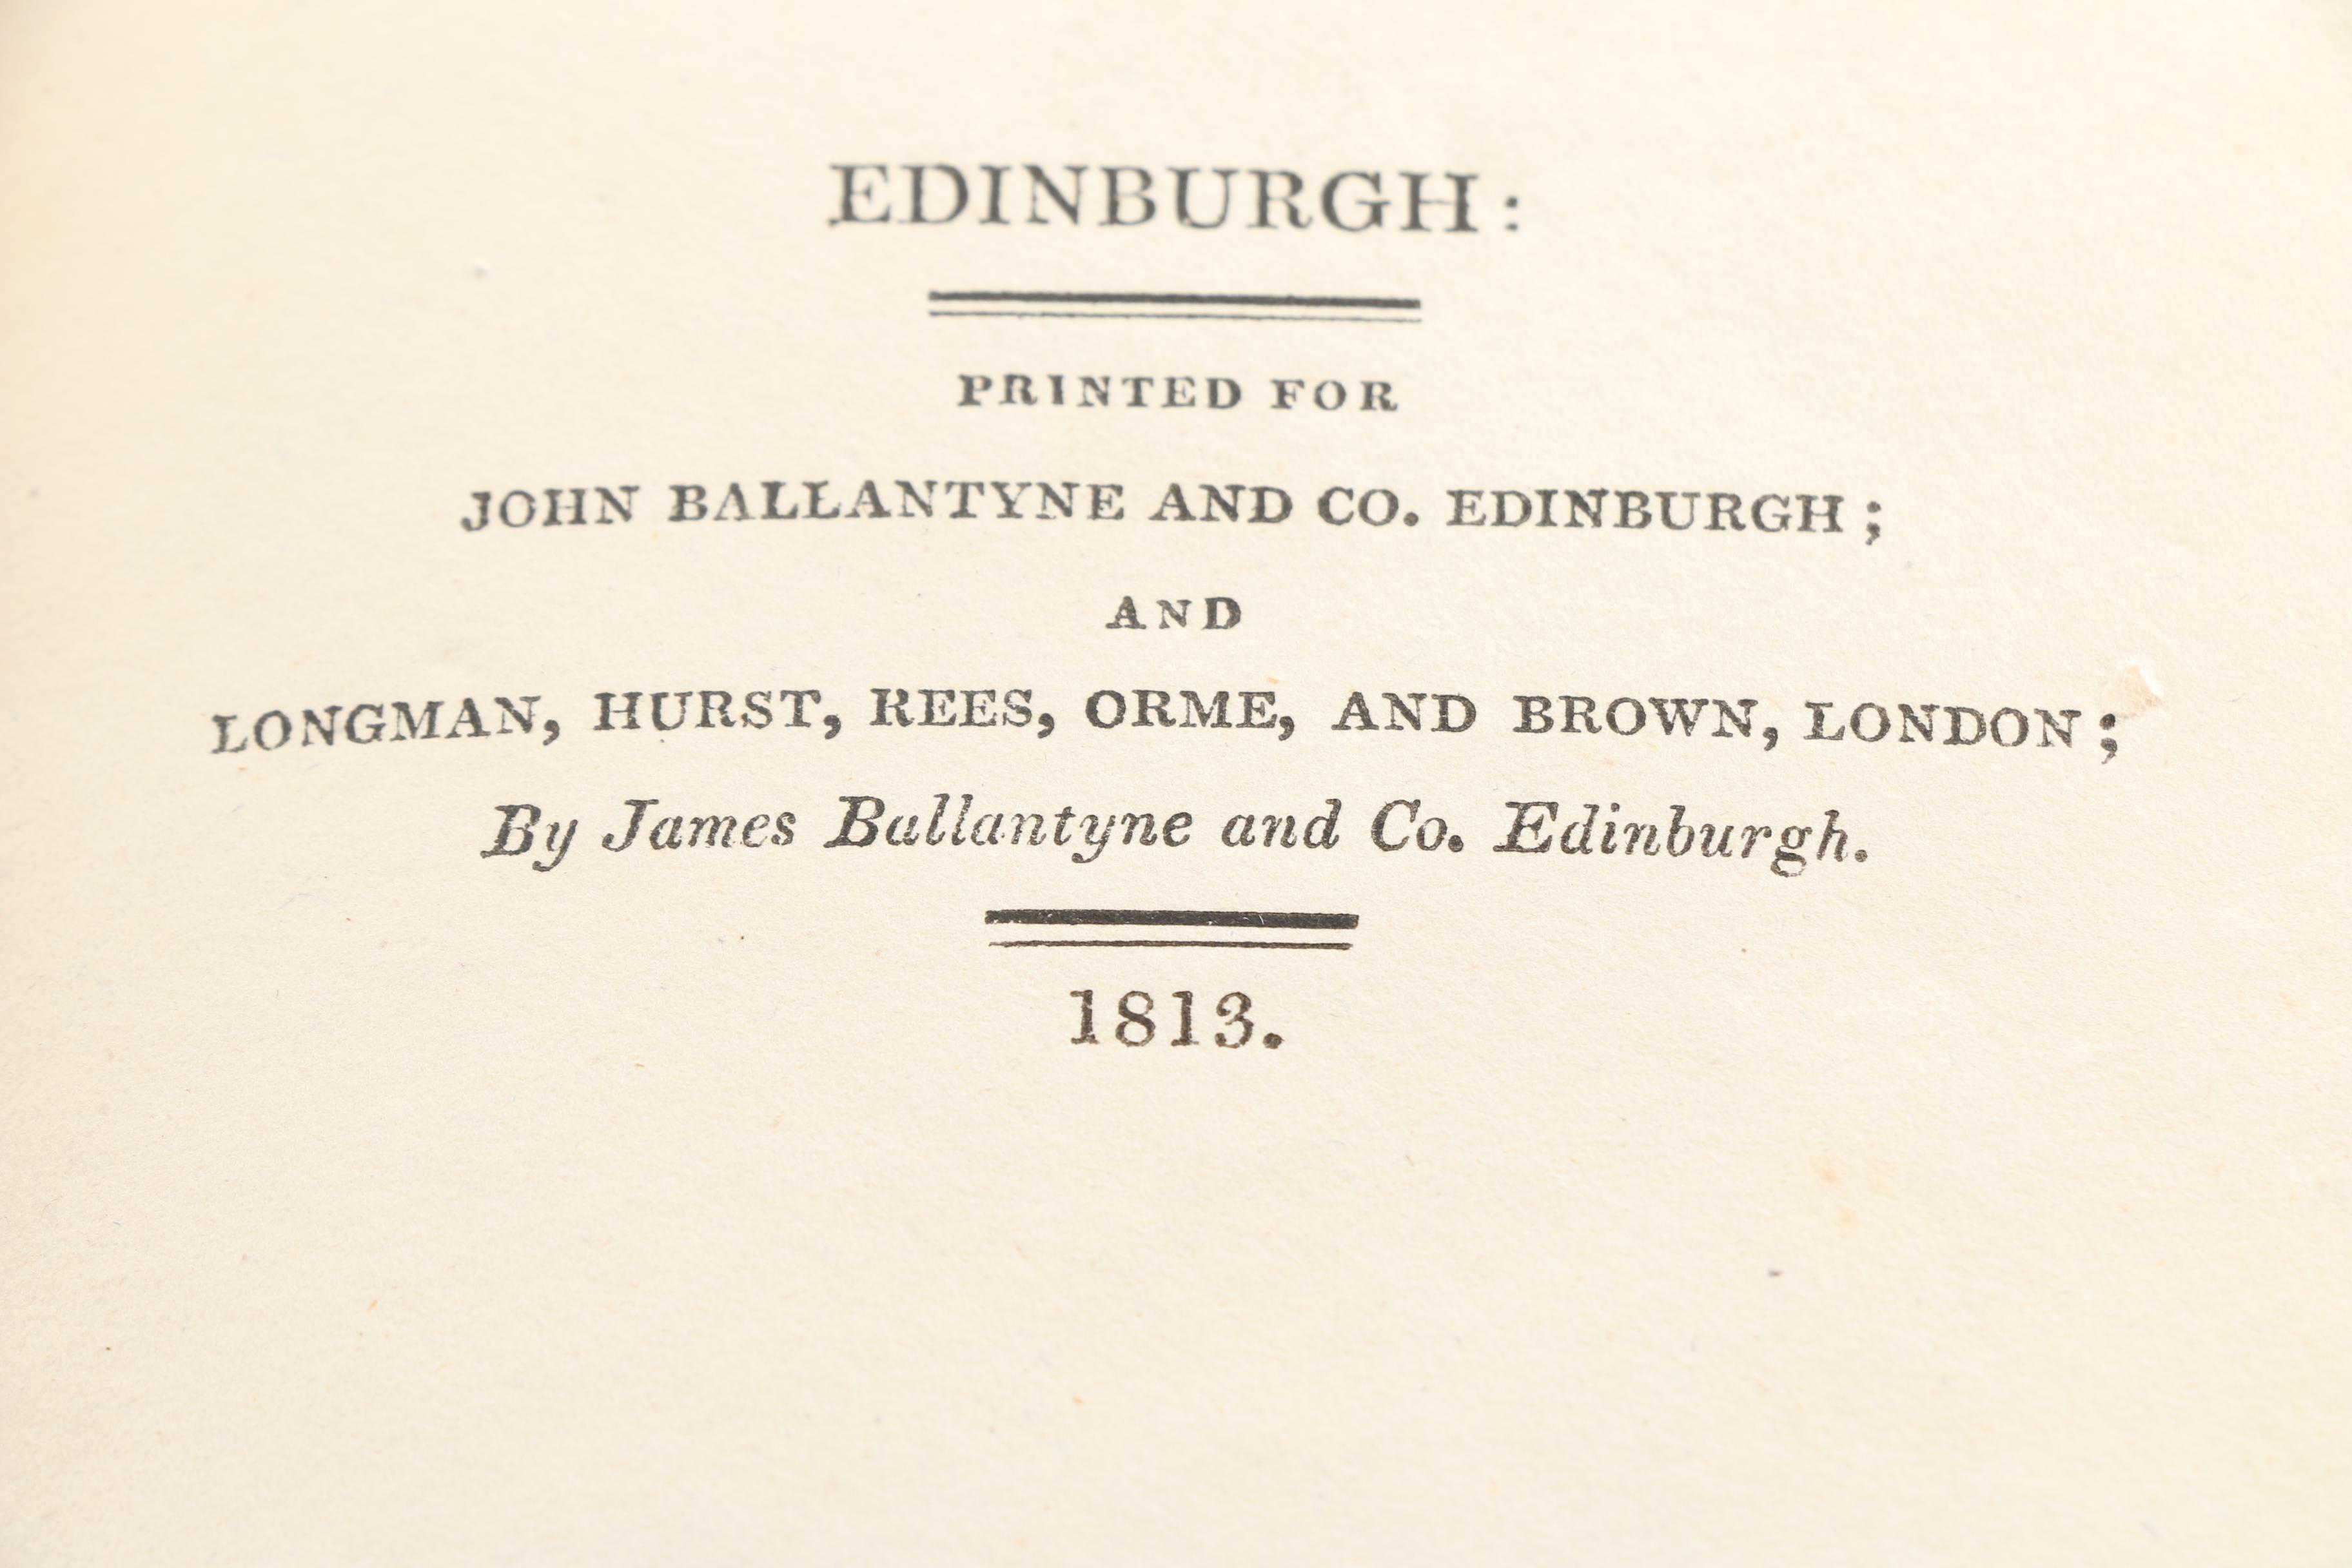 EDINBURGH:
PRINTED FOR
JOHN BALLANTYNE AND CO. EDINBURGH;
AND
LONGMAN, HURST, REES, ORME, AND BROWN, LONDON;
By James Ballantyne and Co. Edinburgh.
1813.